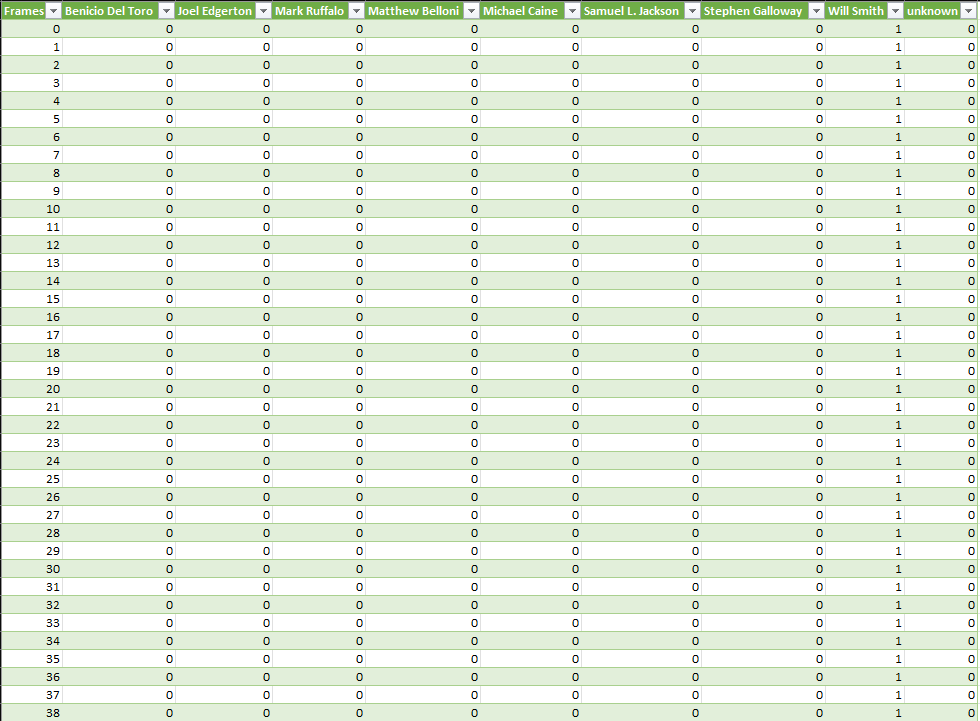 Frames Benicio Del Toro Joel Edgerton Mark Ruffalo Matthew Belloni Michael Caine Samuel L. Jackson Stephen Galloway Will Smith unknown
0 0 0 0 0 0 0 0 1 0
1 0 0 0 0 0 0 0 1 0
2 0 0 0 0 0 0 0 1 0
3 0 0 0 0 0 0 0 1 0
4 0 0 0 0 0 0 0 1 0
5 0 0 0 0 0 0 0 1 0
6 0 0 0 0 0 0 0 1 0
7 0 0 0 0 0 0 0 1 0
8 0 0 0 0 0 0 0 1 0
9 0 0 0 0 0 0 0 1 0
10 0 0 0 0 0 0 0 1 0
11 0 0 0 0 0 0 0 1 0
12 0 0 0 0 0 0 0 1 0
13 0 0 0 0 0 0 0 1 0
14 0 0 0 0 0 0 0 1 0
15 0 0 0 0 0 0 0 1 0
16 0 0 0 0 0 0 0 1 0
17 0 0 0 0 0 0 0 1 0
18 0 0 0 0 0 0 0 1 0
19 0 0 0 0 0 0 0 1 0
20 0 0 0 0 0 0 0 1 0
21 0 0 0 0 0 0 0 1 0
22 0 0 0 0 0 0 0 1 0
23 0 0 0 0 0 0 0 1 0
24 0 0 0 0 0 0 0 1 0
25 0 0 0 0 0 0 0 1 0
26 0 0 0 0 0 0 0 1 0
27 0 0 0 0 0 0 0 1 0
28 0 0 0 0 0 0 0 1 0
29 0 0 0 0 0 0 0 1 0
30 0 0 0 0 0 0 0 1 0
31 0 0 0 0 0 0 0 1 0
32 0 0 0 0 0 0 0 1 0
33 0 0 0 0 0 0 0 1 0
34 0 0 0 0 0 0 0 1 0
35 0 0 0 0 0 0 0 1 0
36 0 0 0 0 0 0 0 1 0
37 0 0 0 0 0 0 0 1 0
38 0 0 0 0 0 0 0 1 0